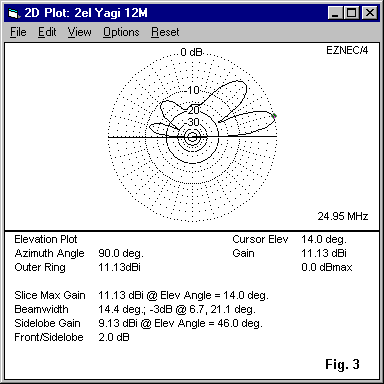 2D Plot: 2el Yagi 12M
File Edit View Options Reset
0 dB
EZNEC/4
-10
-20
-30
24.95 MHz
Elevation Plot Cursor Elev 14.0 deg.
Azimuth Angle 90.0 deg. Gain 11.13 dBi
Outer Ring 11.13dBi 0.0 dBmax
Slice Max Gain 11.13 dBi @ Elev Angle = 14.0 deg.
Beamwidth 14.4 deg.; -3dB @ 6.7, 21.1 deg.
Sidelobe Gain 9.13 dBi @ Elev Angle = 46.0 deg.
Front/Sidelobe 2.0 dB
Fig. 3